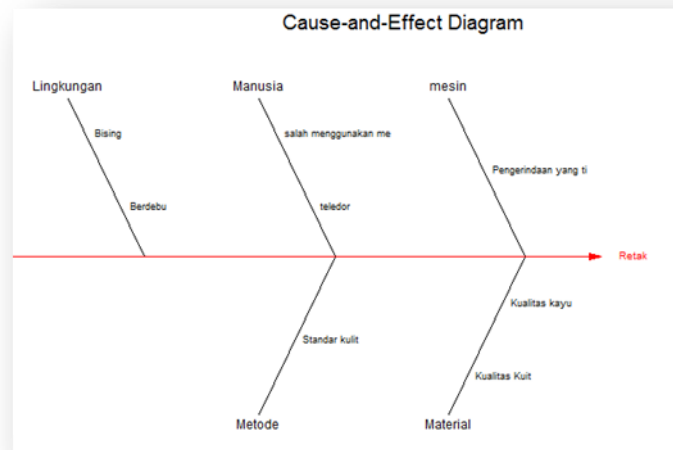 Cause-and-Effect Diagram
Lingkungan
Manusia
mesin
Bising
salah menggunakan me
Pengerindaan yang ti
Berdebu
teledor
Retak
Kualitas kayu
Standar kulit
Kualitas Kuit
Metode
Material